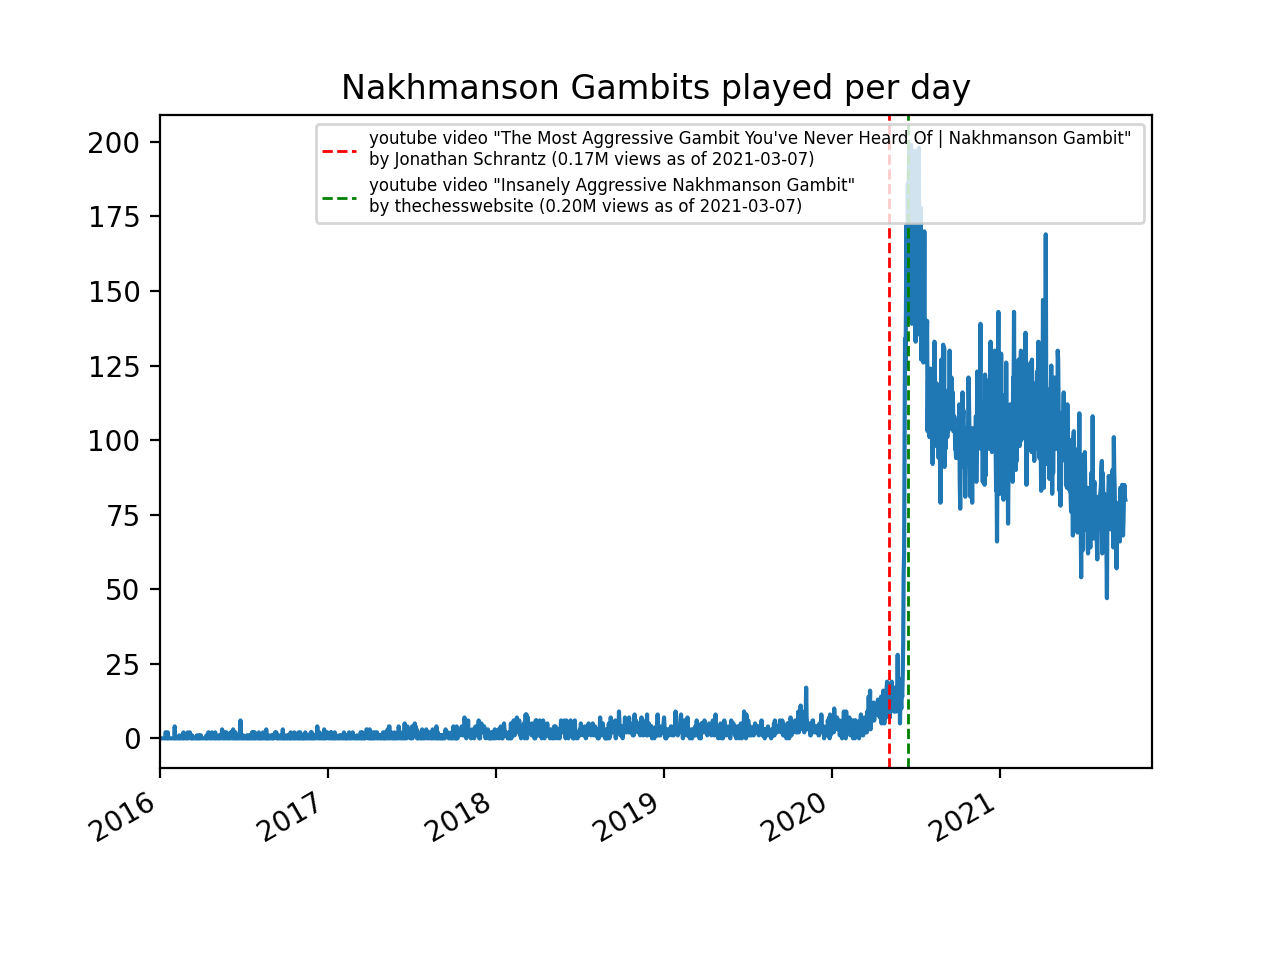 Nakhmanson Gambits played per day
youtube video "The Most Aggressive Gambit You've Never Heard Of | Nakhmanson Gambit"
by Jonathan Schrantz (0.17M views as of 2021-03-07)
youtube video "Insanely Aggressive Nakhmanson Gambit"
by thechesswebsite (0.20M views as of 2021-03-07)
200
175
150
125
100
75
50
25
0
2016 2017 2018 2019 2020 2021